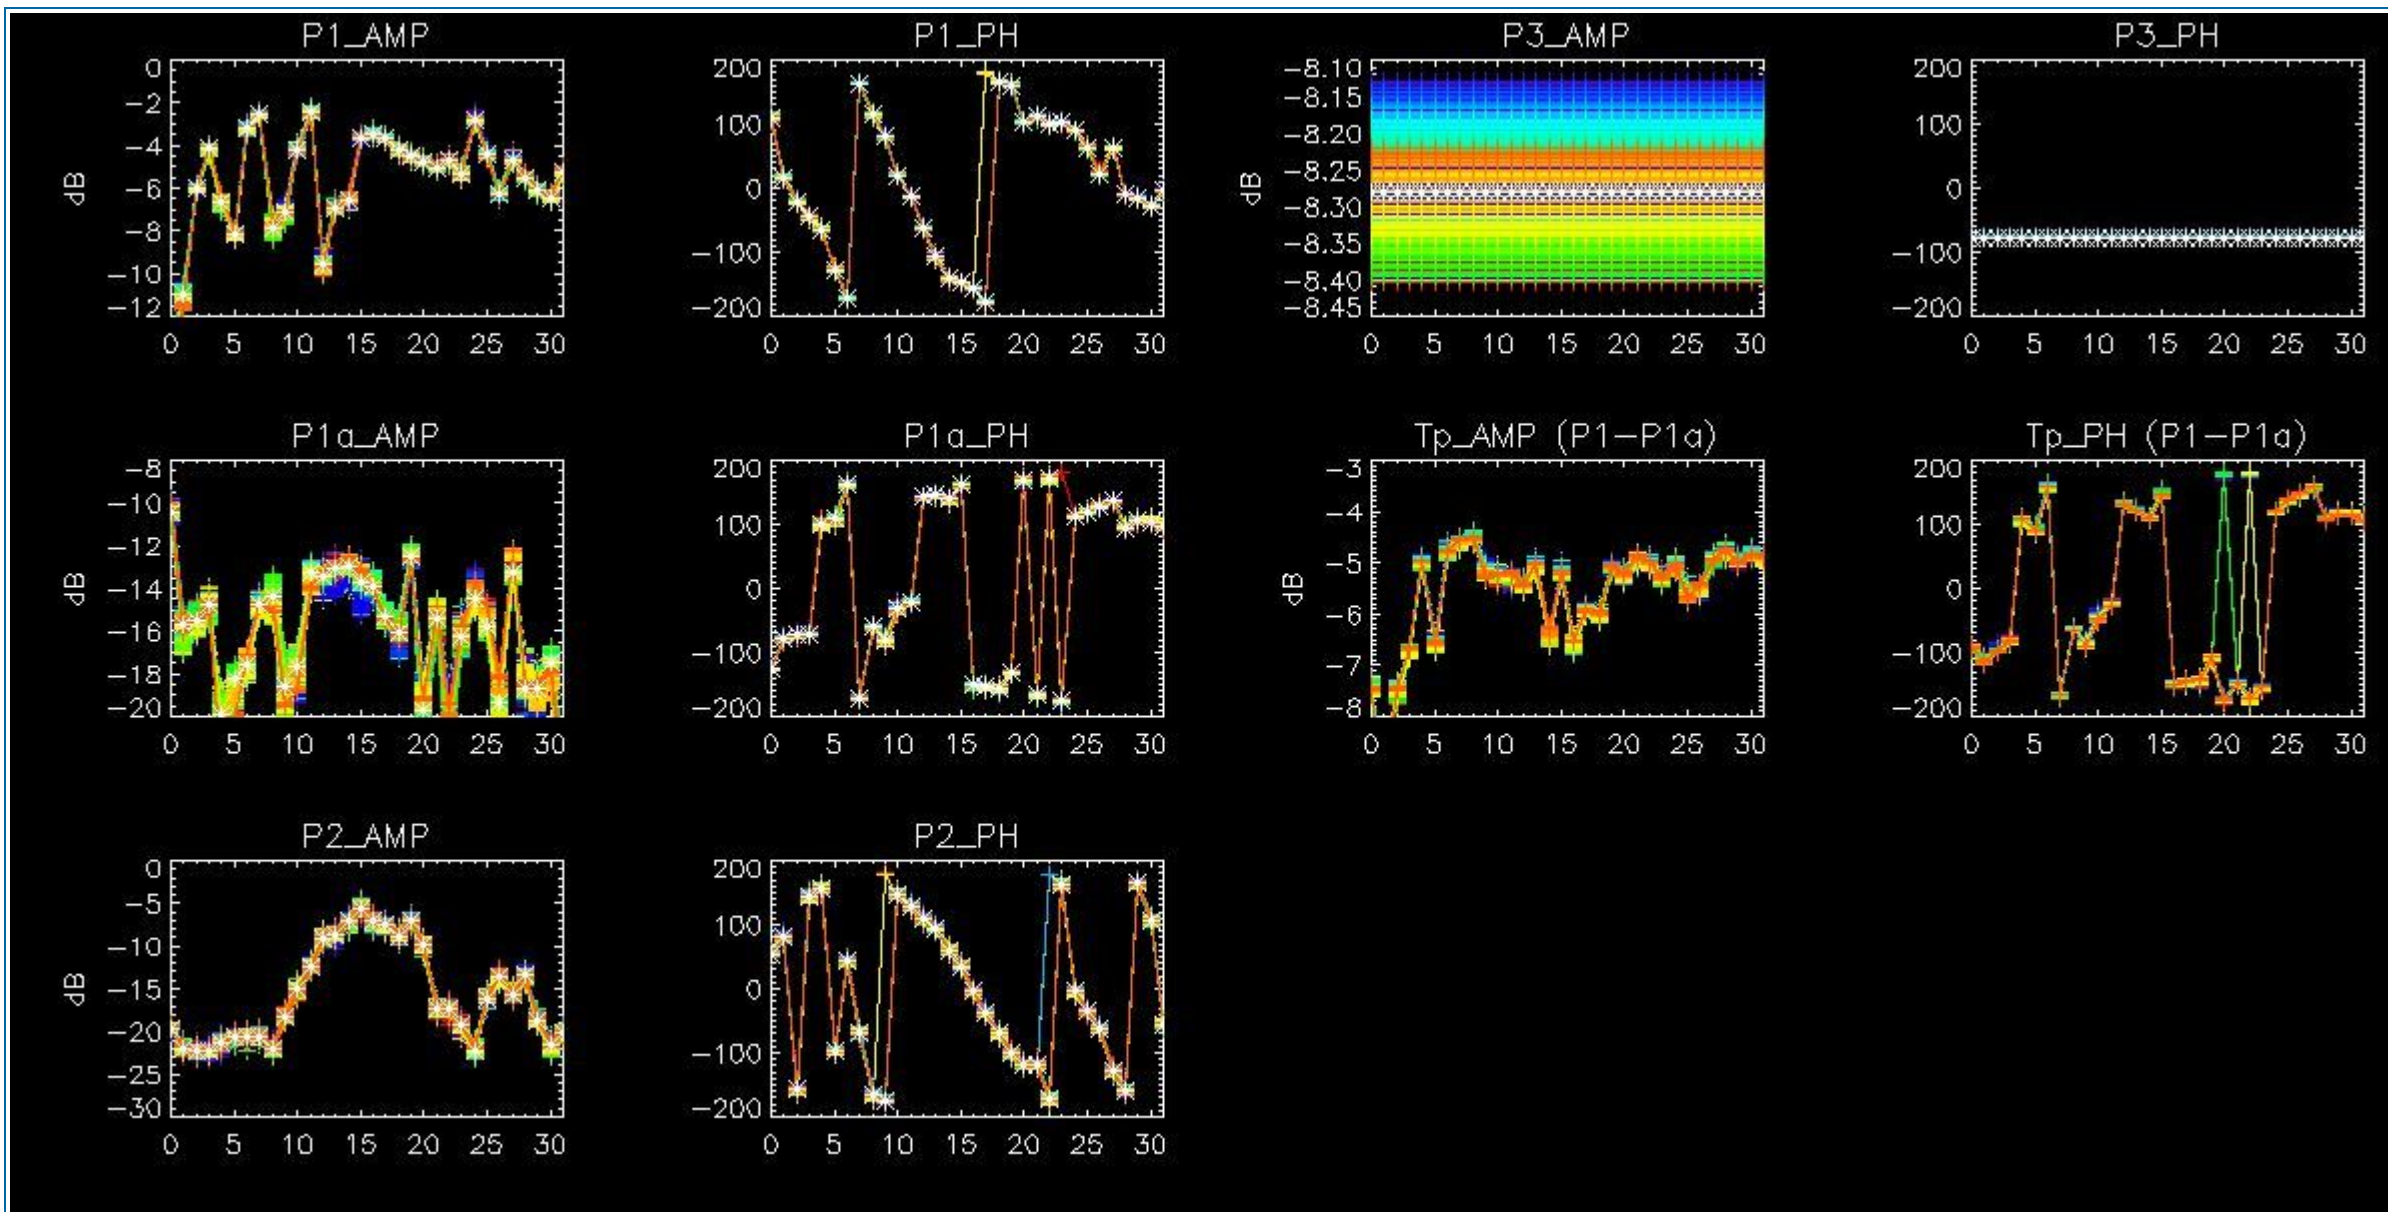 P1_AMP
0
−2
−4
−6
−8
−10
−12
dB
0 5 10 15 20 25 30
P1_PH
200
100
0
−100
−200
0 5 10 15 20 25 30
P3_AMP
−8.10
−8.15
−8.20
−8.25
−8.30
−8.35
−8.40
−8.45
dB
0 5 10 15 20 25 30
P3_PH
200
100
0
−100
−200
0 5 10 15 20 25 30
P1a_AMP
−8
−10
−12
−14
−16
−18
−20
dB
0 5 10 15 20 25 30
P1a_PH
200
100
0
−100
−200
0 5 10 15 20 25 30
Tp_AMP (P1−P1a)
−3
−4
−5
−6
−7
−8
dB
0 5 10 15 20 25 30
Tp_PH (P1−P1a)
200
100
0
−100
−200
0 5 10 15 20 25 30
P2_AMP
0
−5
−10
−15
−20
−25
−30
dB
0 5 10 15 20 25 30
P2_PH
200
100
0
−100
−200
0 5 10 15 20 25 30